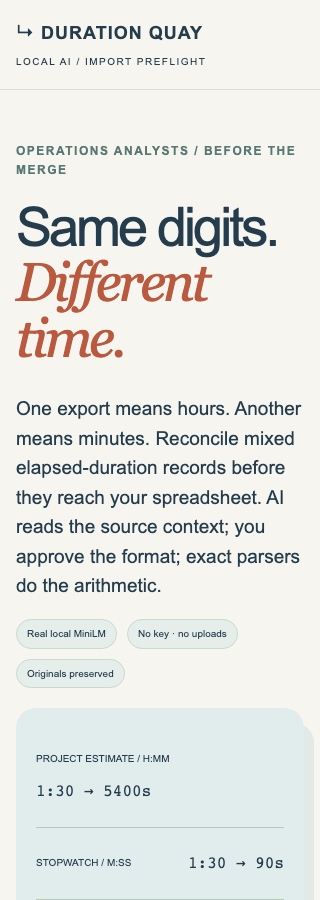 ↳ DURATION QUAY
LOCAL AI / IMPORT PREFLIGHT
OPERATIONS ANALYSTS / BEFORE THE
MERGE
Same digits.
Different
time.
One export means hours. Another
means minutes. Reconcile mixed
elapsed-duration records before
they reach your spreadsheet. AI
reads the source context; you
approve the format; exact parsers
do the arithmetic.
Real local MiniLM
No key · no uploads
Originals preserved
PROJECT ESTIMATE / H:MM
1:30 → 5400s
STOPWATCH / M:SS
1:30 → 90s